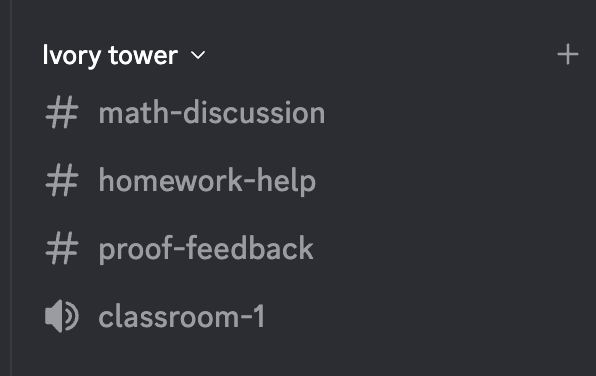 Ivory tower
# math-discussion
# homework-help
# proof-feedback
classroom-1